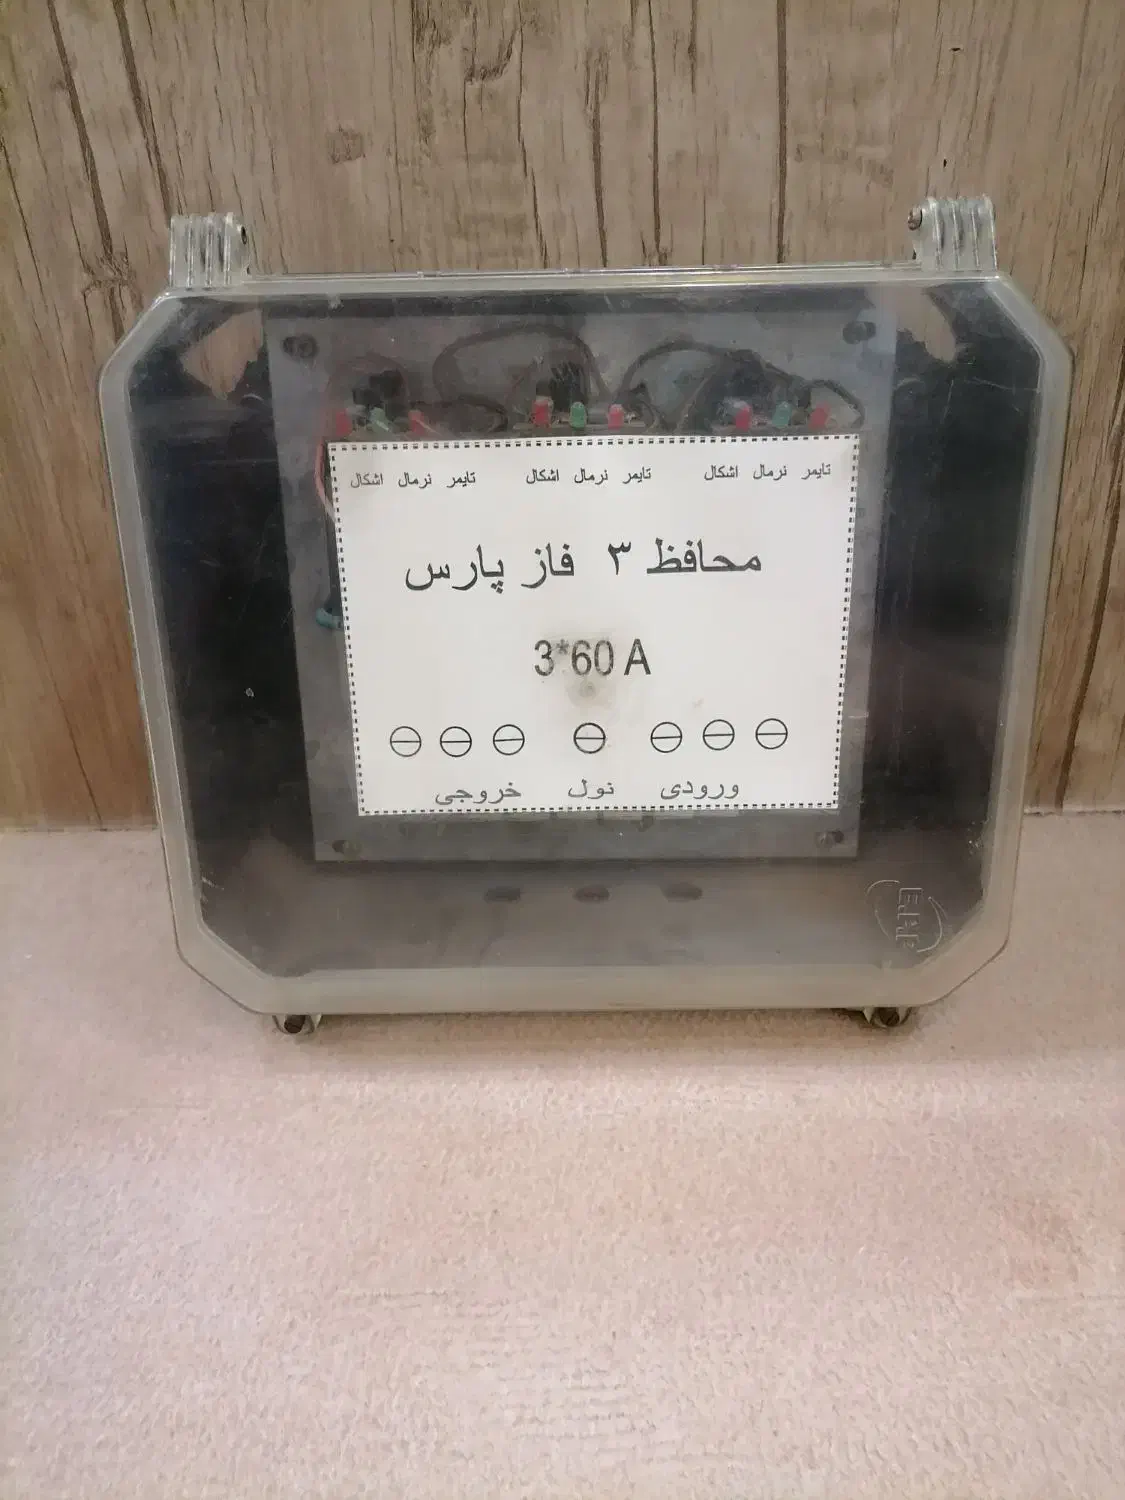 تایمر نرمال اشکال تایمر نرمال اشکال تایمر نرمال اشکال
محافظ ۳ فاز پارس
3*60 A
ورودی نول خروجی